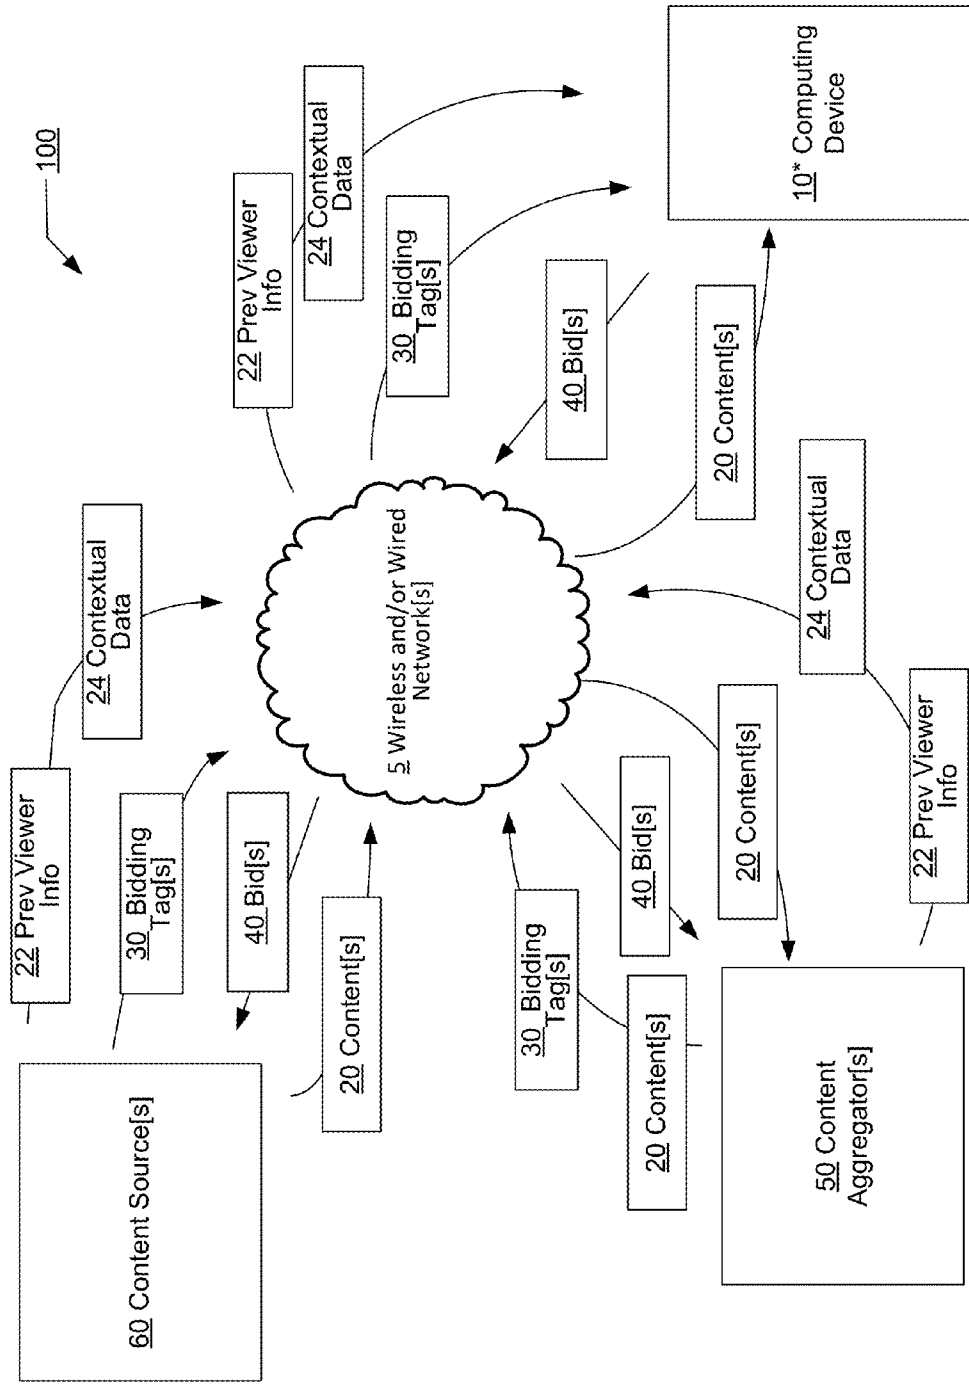 22 Prev Viewer
Info
100
24 Contextual
Data
60 Content Source[s]
30 Bidding
Tag[s]
40 Bid[s]
20 Content[s]
22 Prev Viewer
Info
24 Contextual
Data
30 Bidding
Tag[s]
5 Wireless and/or Wired
Network[s]
40 Bid[s]
20 Content[s]
10* Computing
Device
30 Bidding
Tag[s]
40 Bid[s]
20 Content[s]
20 Content[s]
24 Contextual
Data
50 Content
Aggregator[s]
22 Prev Viewer
Info